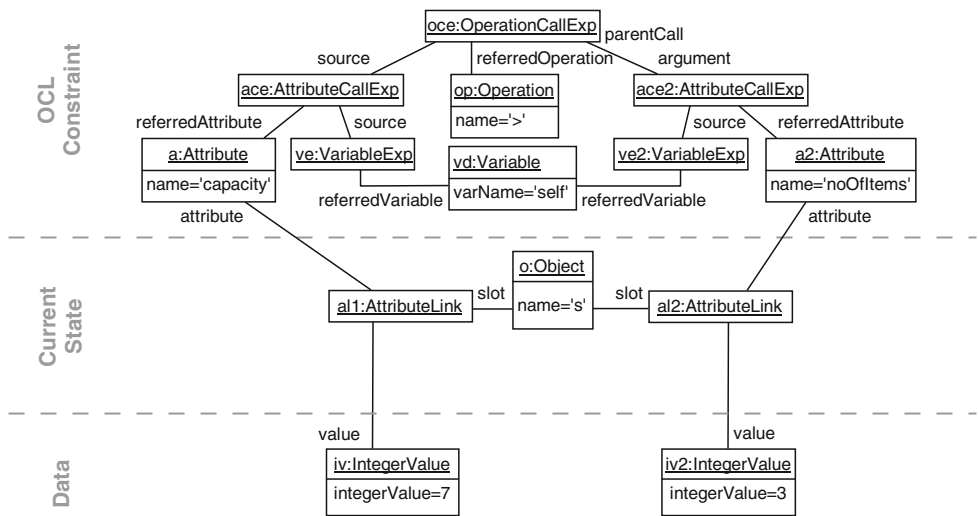 oce:OperationCallExp
parentCall
source
referredOperation
argument
OCL
Constraint
ace:AttributeCallExp
op:Operation
name='>'
ace2:AttributeCallExp
referredAttribute
source
source
referredAttribute
a:Attribute
name='capacity'
ve:VariableExp
vd:Variable
varName='self'
ve2:VariableExp
a2:Attribute
name='noOfItems'
referredVariable
referredVariable
attribute
attribute
Current
State
o:Object
name='s'
al1:AttributeLink
slot
slot
al2:AttributeLink
value
value
Data
iv:IntegerValue
integerValue=7
iv2:IntegerValue
integerValue=3